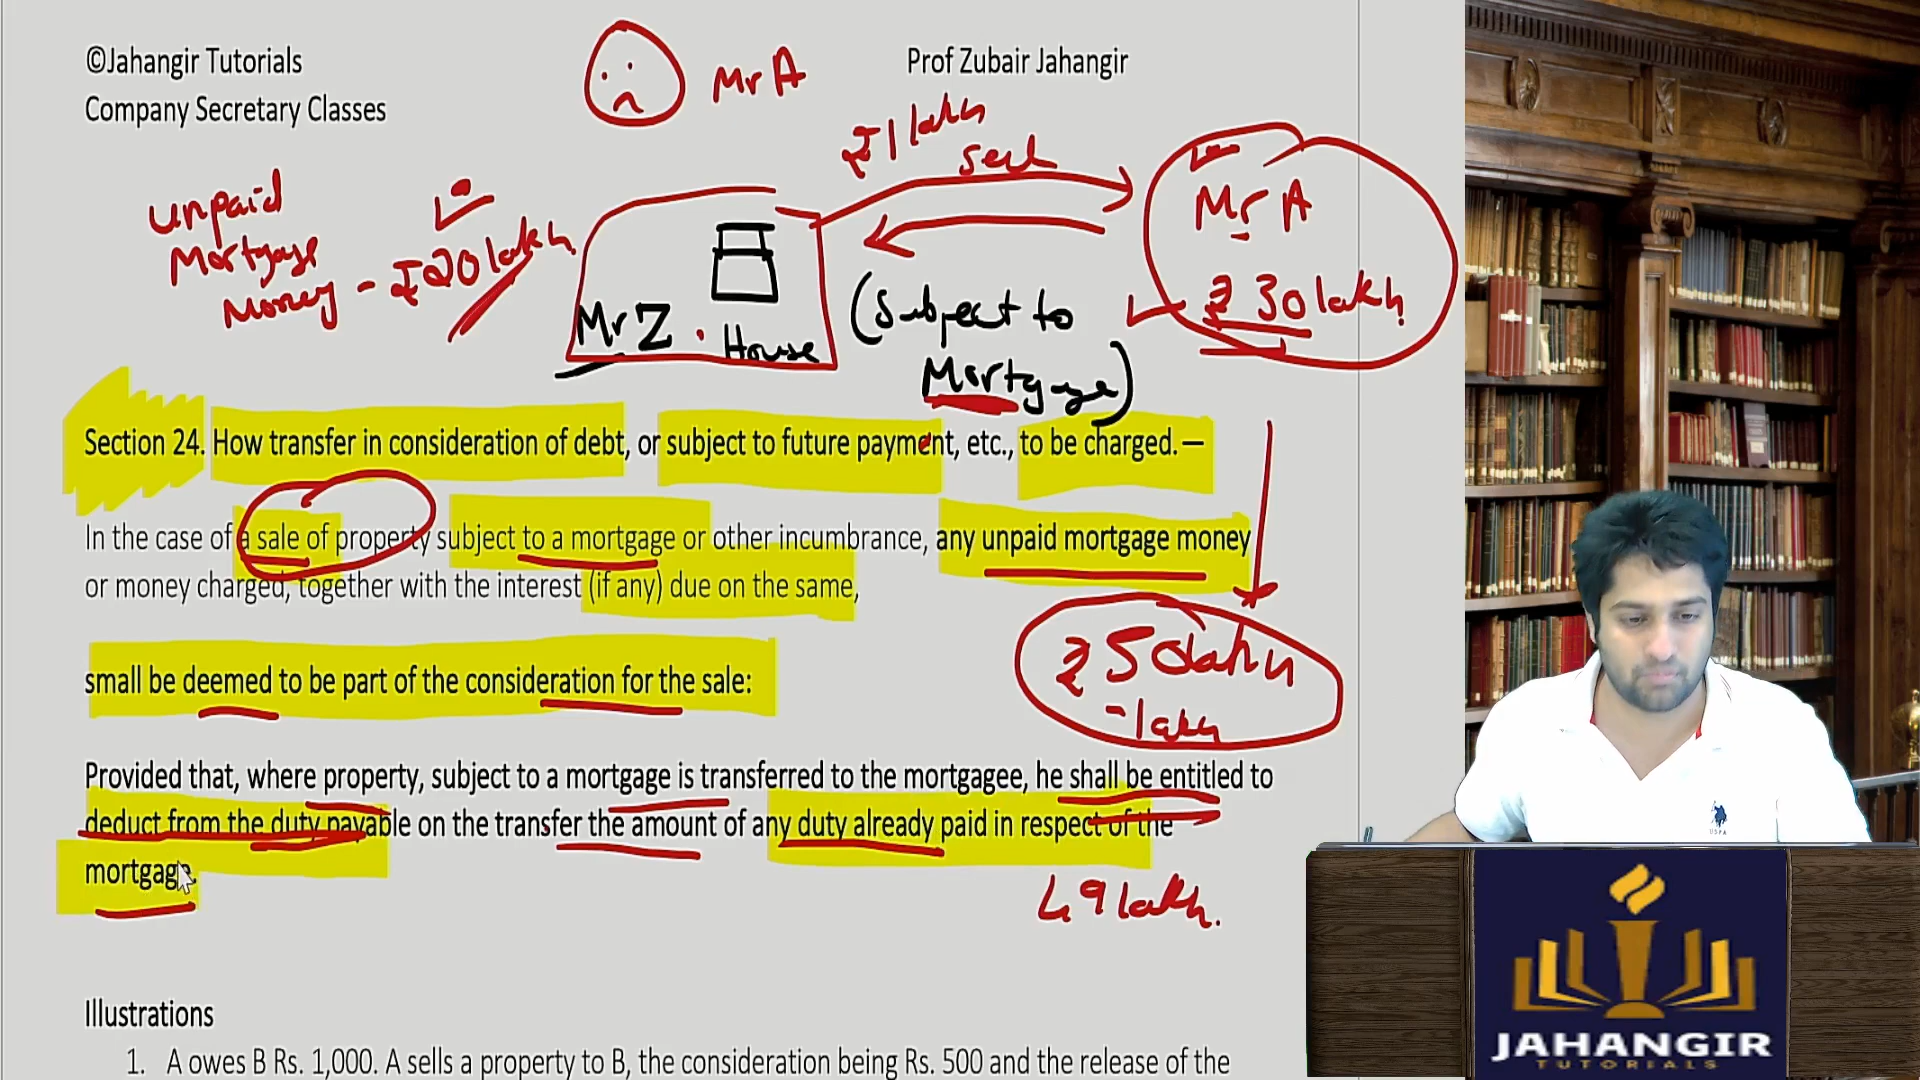 ©Jahangir Tutorials
Prof Zubair Jahangir
Company Secretary Classes
Mr A
₹1 lakh
Mr A
₹ 30 lakh
unpaid
Mortgage
Money - ₹20 lakh
Mr Z . House
(Subject to
Mortgage)
Section 24. How transfer in consideration of debt, or subject to future payment, etc., to be charged. —
In the case of a sale of property subject to a mortgage or other incumbrance, any unpaid mortgage money
or money charged, together with the interest (if any) due on the same,
small be deemed to be part of the consideration for the sale:
₹ 50 lakh
- 1 lakh
Provided that, where property, subject to a mortgage is transferred to the mortgagee, he shall be entitled to
deduct from the duty payable on the transfer the amount of any duty already paid in respect of the
mortgage.
49 lakh.
Illustrations
1. A owes B Rs. 1,000. A sells a property to B, the consideration being Rs. 500 and the release of the
USPA
JAHANGIR
TUTORIALS